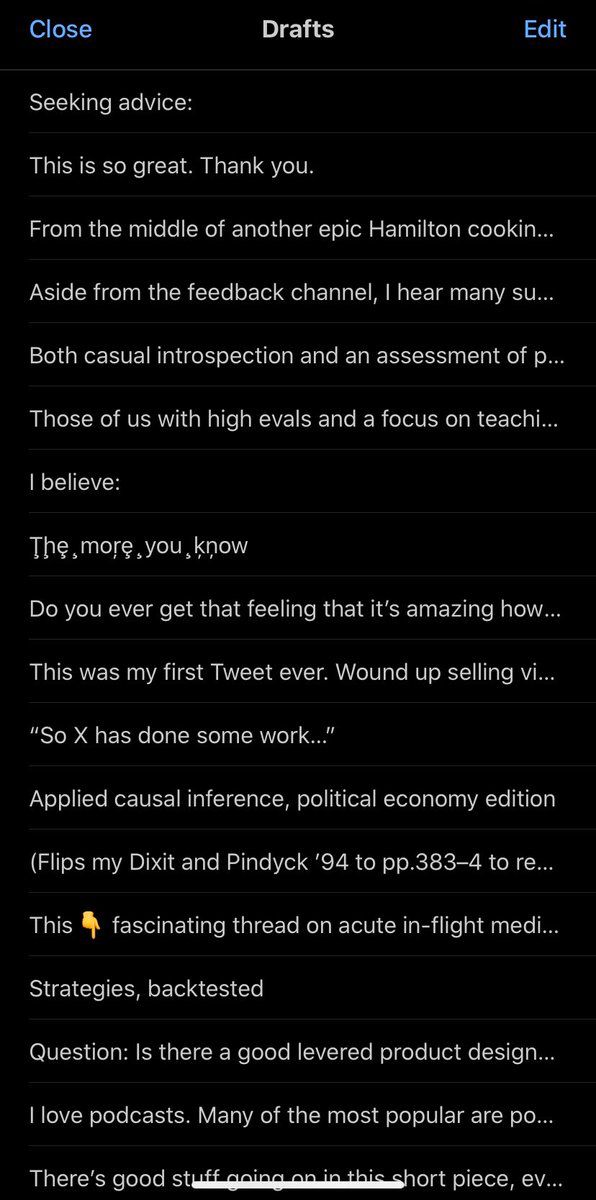 Close Drafts Edit
Seeking advice:
This is so great. Thank you.
From the middle of another epic Hamilton cookin...
Aside from the feedback channel, I hear many su...
Both casual introspection and an assessment of p...
Those of us with high evals and a focus on teachi...
I believe:
Ţḩȩ¸moŗȩ¸you¸ķņow
Do you ever get that feeling that it’s amazing how...
This was my first Tweet ever. Wound up selling vi...
“So X has done some work...”
Applied causal inference, political economy edition
(Flips my Dixit and Pindyck ’94 to pp.383–4 to re...
This 👇 fascinating thread on acute in-flight medi...
Strategies, backtested
Question: Is there a good levered product design...
I love podcasts. Many of the most popular are po...
There’s good stuff going on in this short piece, ev...